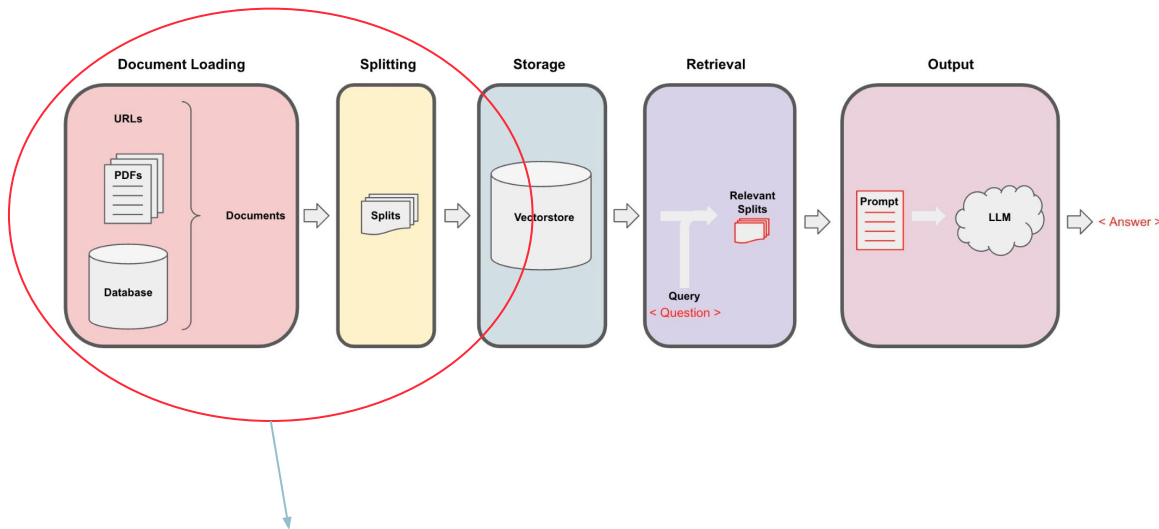 Document Loading
Splitting
Storage
Retrieval
Output
URLs
PDFs
Documents
Database
Splits
Vectorstore
Relevant
Splits
Query
< Question >
Prompt
LLM
< Answer >